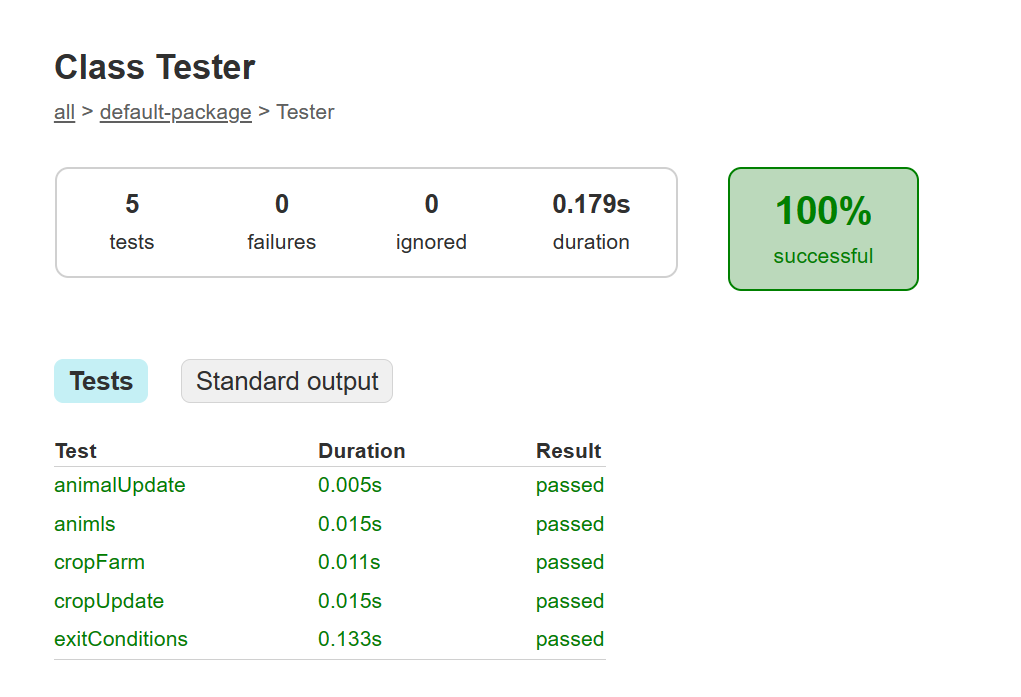 Class Tester
all > default-package > Tester
5 0 0 0.179s
tests failures ignored duration
100%
successful
Tests Standard output
Test Duration Result
animalUpdate 0.005s passed
animls 0.015s passed
cropFarm 0.011s passed
cropUpdate 0.015s passed
exitConditions 0.133s passed